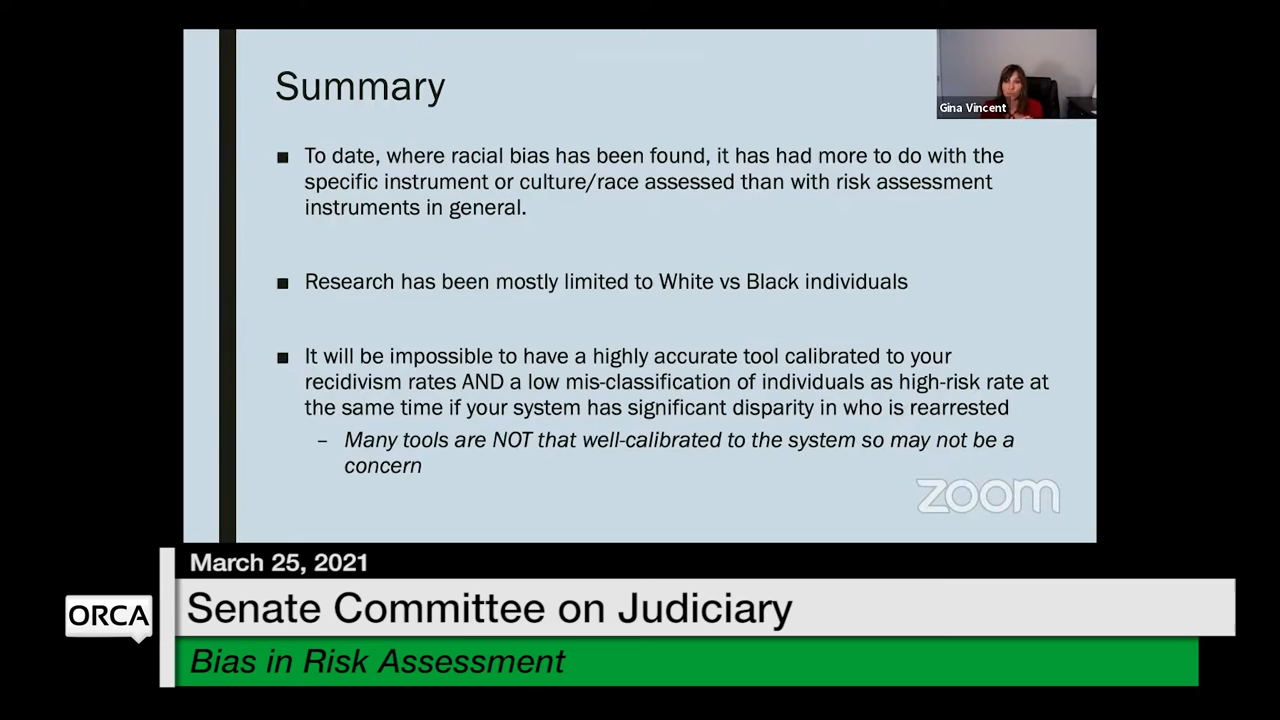 Summary
Gina Vincent
■ To date, where racial bias has been found, it has had more to do with the
specific instrument or culture/race assessed than with risk assessment
instruments in general.
■ Research has been mostly limited to White vs Black individuals
■ It will be impossible to have a highly accurate tool calibrated to your
recidivism rates AND a low mis-classification of individuals as high-risk rate at
the same time if your system has significant disparity in who is rearrested
– Many tools are NOT that well-calibrated to the system so may not be a
concern
zoom
March 25, 2021
ORCA
Senate Committee on Judiciary
Bias in Risk Assessment